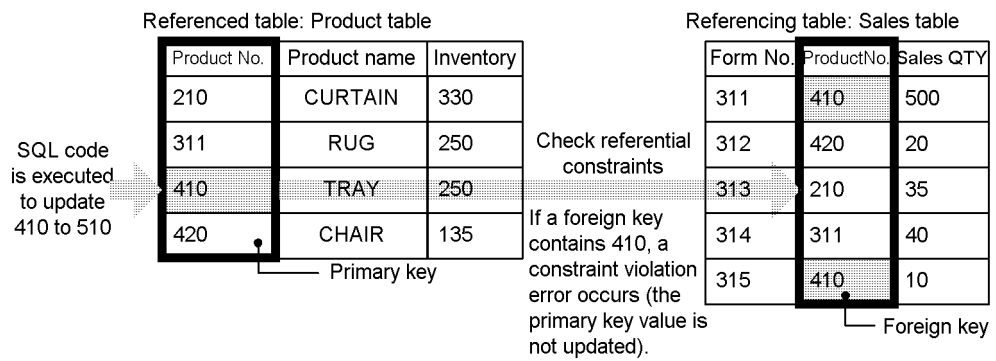 Referenced table: Product table
Referencing table: Sales table
Product No. Product name Inventory
210 CURTAIN 330
311 RUG 250
410 TRAY 250
420 CHAIR 135
SQL code
is executed
to update
410 to 510
Primary key
Check referential
constraints
If a foreign key
contains 410, a
constraint violation
error occurs (the
primary key value is
not updated).
Form No. ProductNo. Sales QTY
311 410 500
312 420 20
313 210 35
314 311 40
315 410 10
Foreign key